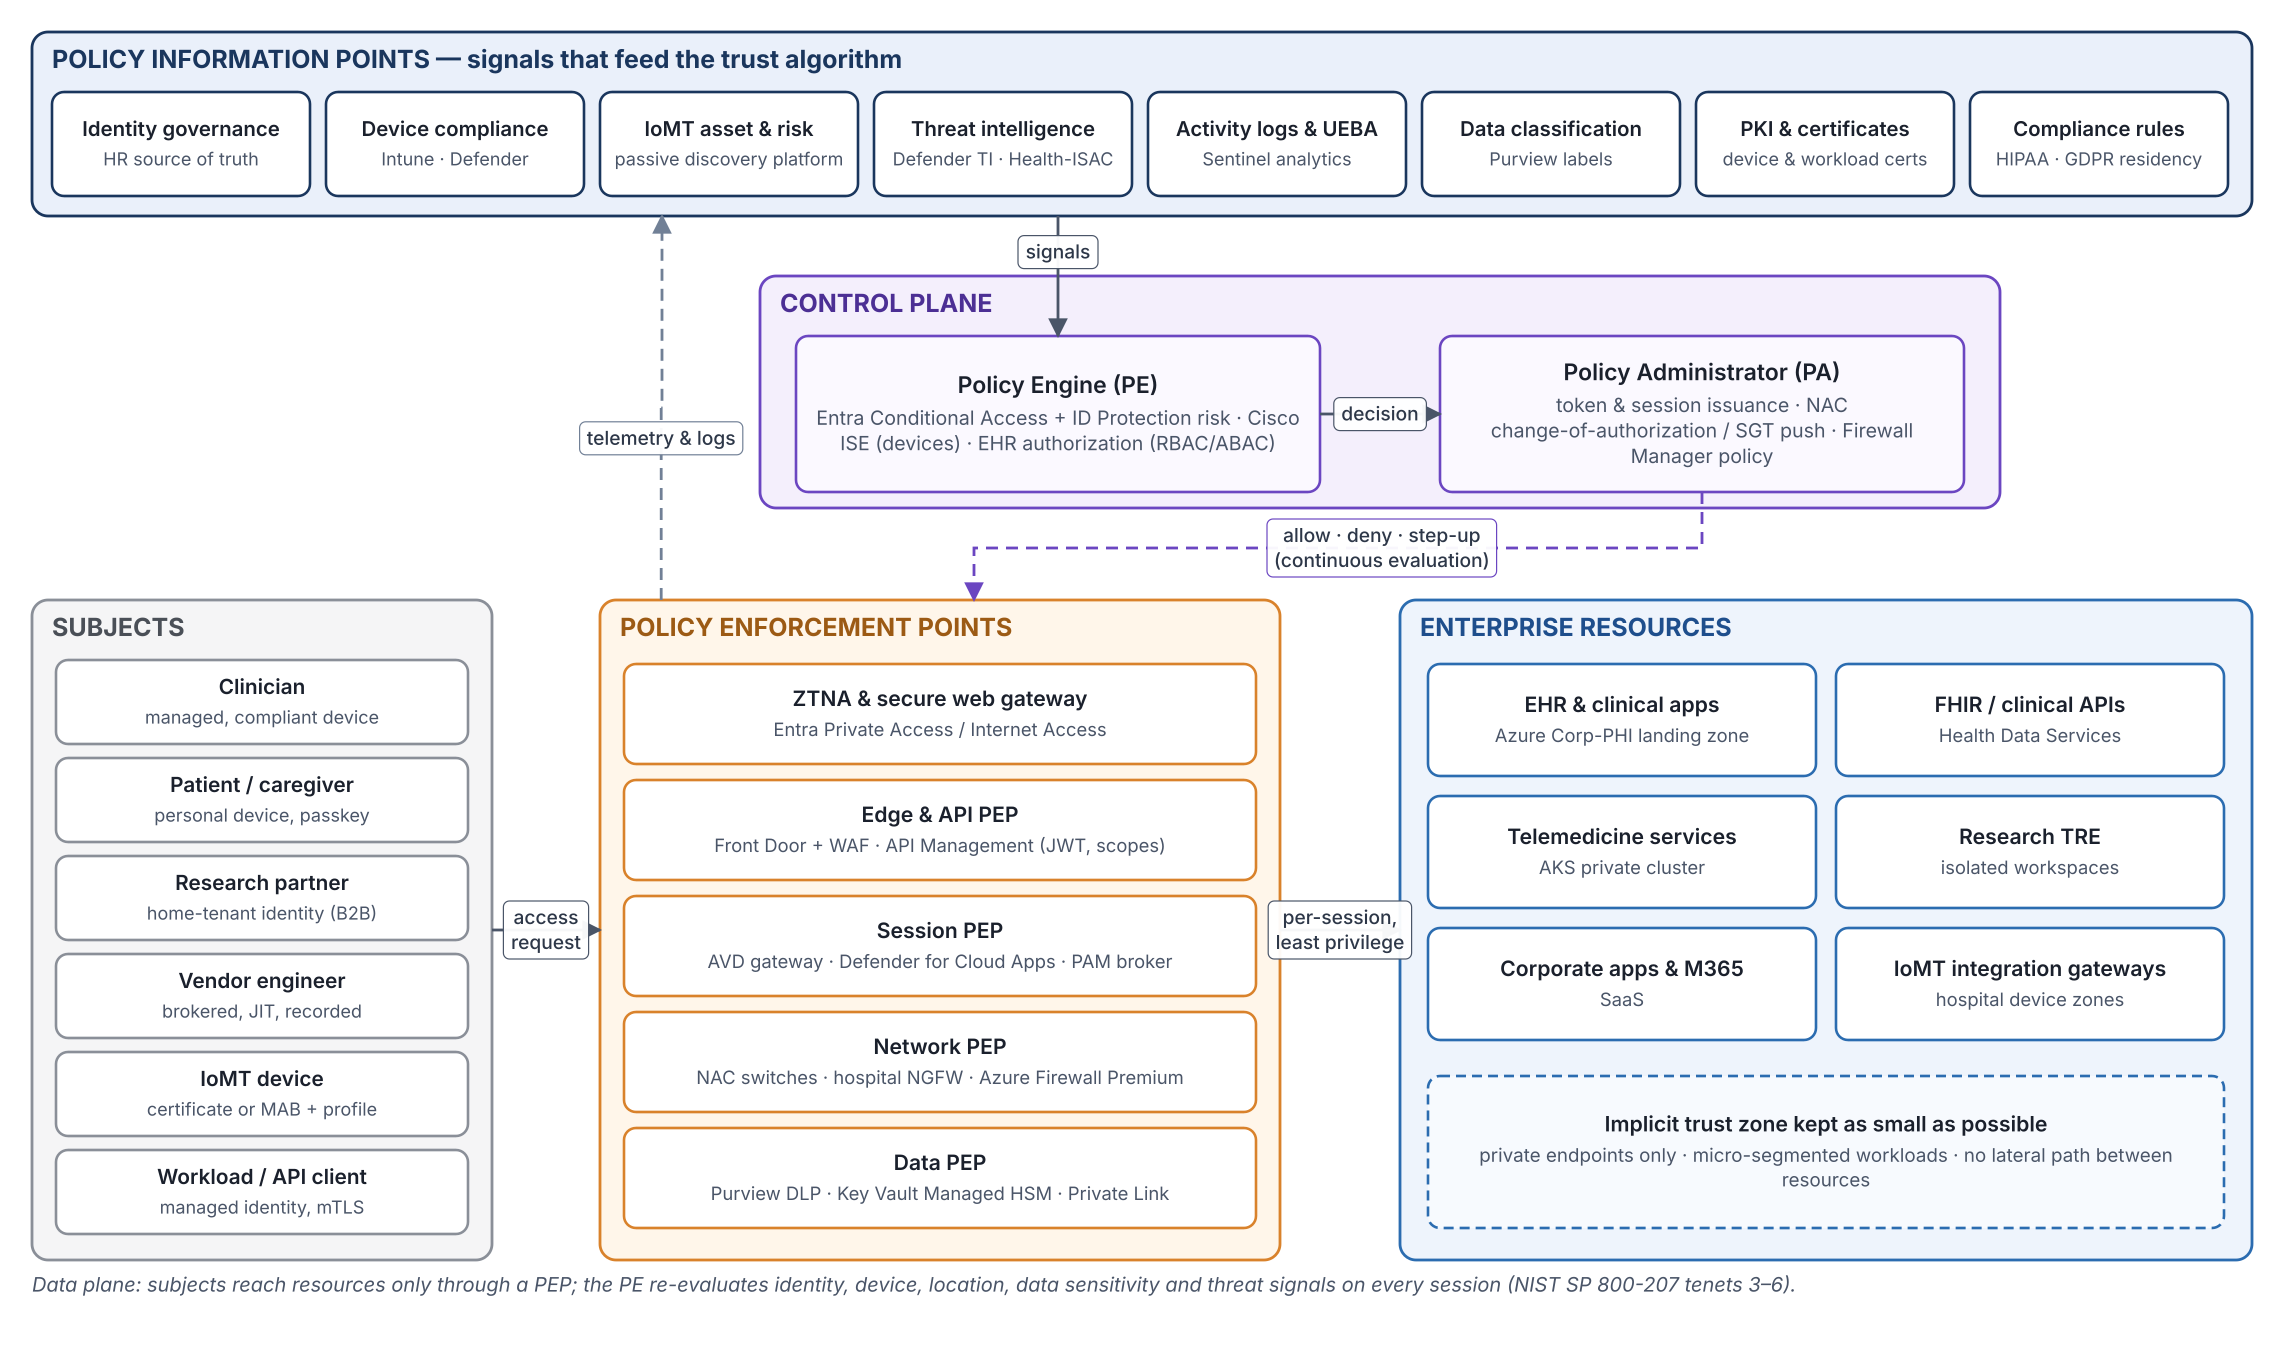 POLICY INFORMATION POINTS — signals that feed the trust algorithm
Identity governance
HR source of truth
Device compliance
Intune · Defender
IoMT asset & risk
passive discovery platform
Threat intelligence
Defender TI · Health-ISAC
Activity logs & UEBA
Sentinel analytics
Data classification
Purview labels
PKI & certificates
device & workload certs
Compliance rules
HIPAA · GDPR residency
signals
CONTROL PLANE
Policy Engine (PE)
Entra Conditional Access + ID Protection risk · Cisco
ISE (devices) · EHR authorization (RBAC/ABAC)
decision
Policy Administrator (PA)
token & session issuance · NAC
change-of-authorization / SGT push · Firewall
Manager policy
telemetry & logs
allow · deny · step-up
(continuous evaluation)
SUBJECTS
Clinician
managed, compliant device
Patient / caregiver
personal device, passkey
Research partner
home-tenant identity (B2B)
Vendor engineer
brokered, JIT, recorded
IoMT device
certificate or MAB + profile
Workload / API client
managed identity, mTLS
access
request
POLICY ENFORCEMENT POINTS
ZTNA & secure web gateway
Entra Private Access / Internet Access
Edge & API PEP
Front Door + WAF · API Management (JWT, scopes)
Session PEP
AVD gateway · Defender for Cloud Apps · PAM broker
Network PEP
NAC switches · hospital NGFW · Azure Firewall Premium
Data PEP
Purview DLP · Key Vault Managed HSM · Private Link
per-session,
least privilege
ENTERPRISE RESOURCES
EHR & clinical apps
Azure Corp-PHI landing zone
FHIR / clinical APIs
Health Data Services
Telemedicine services
AKS private cluster
Research TRE
isolated workspaces
Corporate apps & M365
SaaS
IoMT integration gateways
hospital device zones
Implicit trust zone kept as small as possible
private endpoints only · micro-segmented workloads · no lateral path between
resources
Data plane: subjects reach resources only through a PEP; the PE re-evaluates identity, device, location, data sensitivity and threat signals on every session (NIST SP 800-207 tenets 3–6).